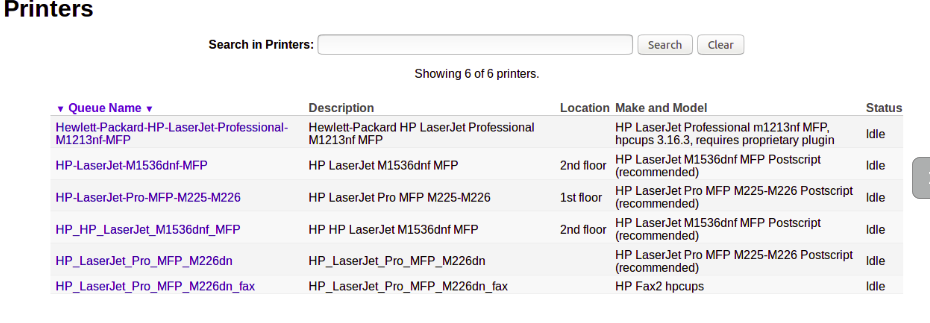 Printers
Search in Printers: Search Clear
Showing 6 of 6 printers.
▼ Queue Name ▼ Description Location Make and Model Status
Hewlett-Packard-HP-LaserJet-Professional- Hewlett-Packard HP LaserJet Professional HP LaserJet Professional m1213nf MFP, Idle
M1213nf-MFP M1213nf MFP hpcups 3.16.3, requires proprietary plugin
HP-LaserJet-M1536dnf-MFP HP LaserJet M1536dnf MFP 2nd floor HP LaserJet M1536dnf MFP Postscript Idle
(recommended)
HP-LaserJet-Pro-MFP-M225-M226 HP LaserJet Pro MFP M225-M226 1st floor HP LaserJet Pro MFP M225-M226 Postscript Idle
(recommended)
HP_HP_LaserJet_M1536dnf_MFP HP HP LaserJet M1536dnf MFP 2nd floor HP LaserJet M1536dnf MFP Postscript Idle
(recommended)
HP_LaserJet_Pro_MFP_M226dn HP_LaserJet_Pro_MFP_M226dn HP LaserJet Pro MFP M225-M226 Postscript Idle
(recommended)
HP_LaserJet_Pro_MFP_M226dn_fax HP_LaserJet_Pro_MFP_M226dn_fax HP Fax2 hpcups Idle